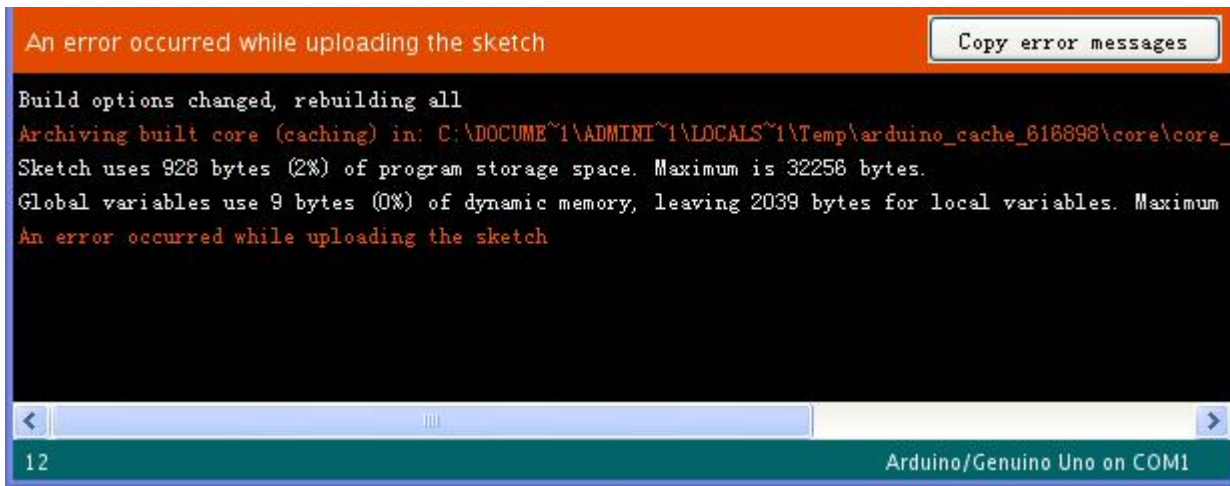 An error occurred while uploading the sketch
Copy error messages
Build options changed, rebuilding all
Archiving built core (caching) in: C:\DOCUME~1\ADMINI~1\LOCALS~1\Temp\arduino_cache_616898\core\core_
Sketch uses 928 bytes (2%) of program storage space. Maximum is 32256 bytes.
Global variables use 9 bytes (0%) of dynamic memory, leaving 2039 bytes for local variables. Maximum
An error occurred while uploading the sketch
12
Arduino/Genuino Uno on COM1